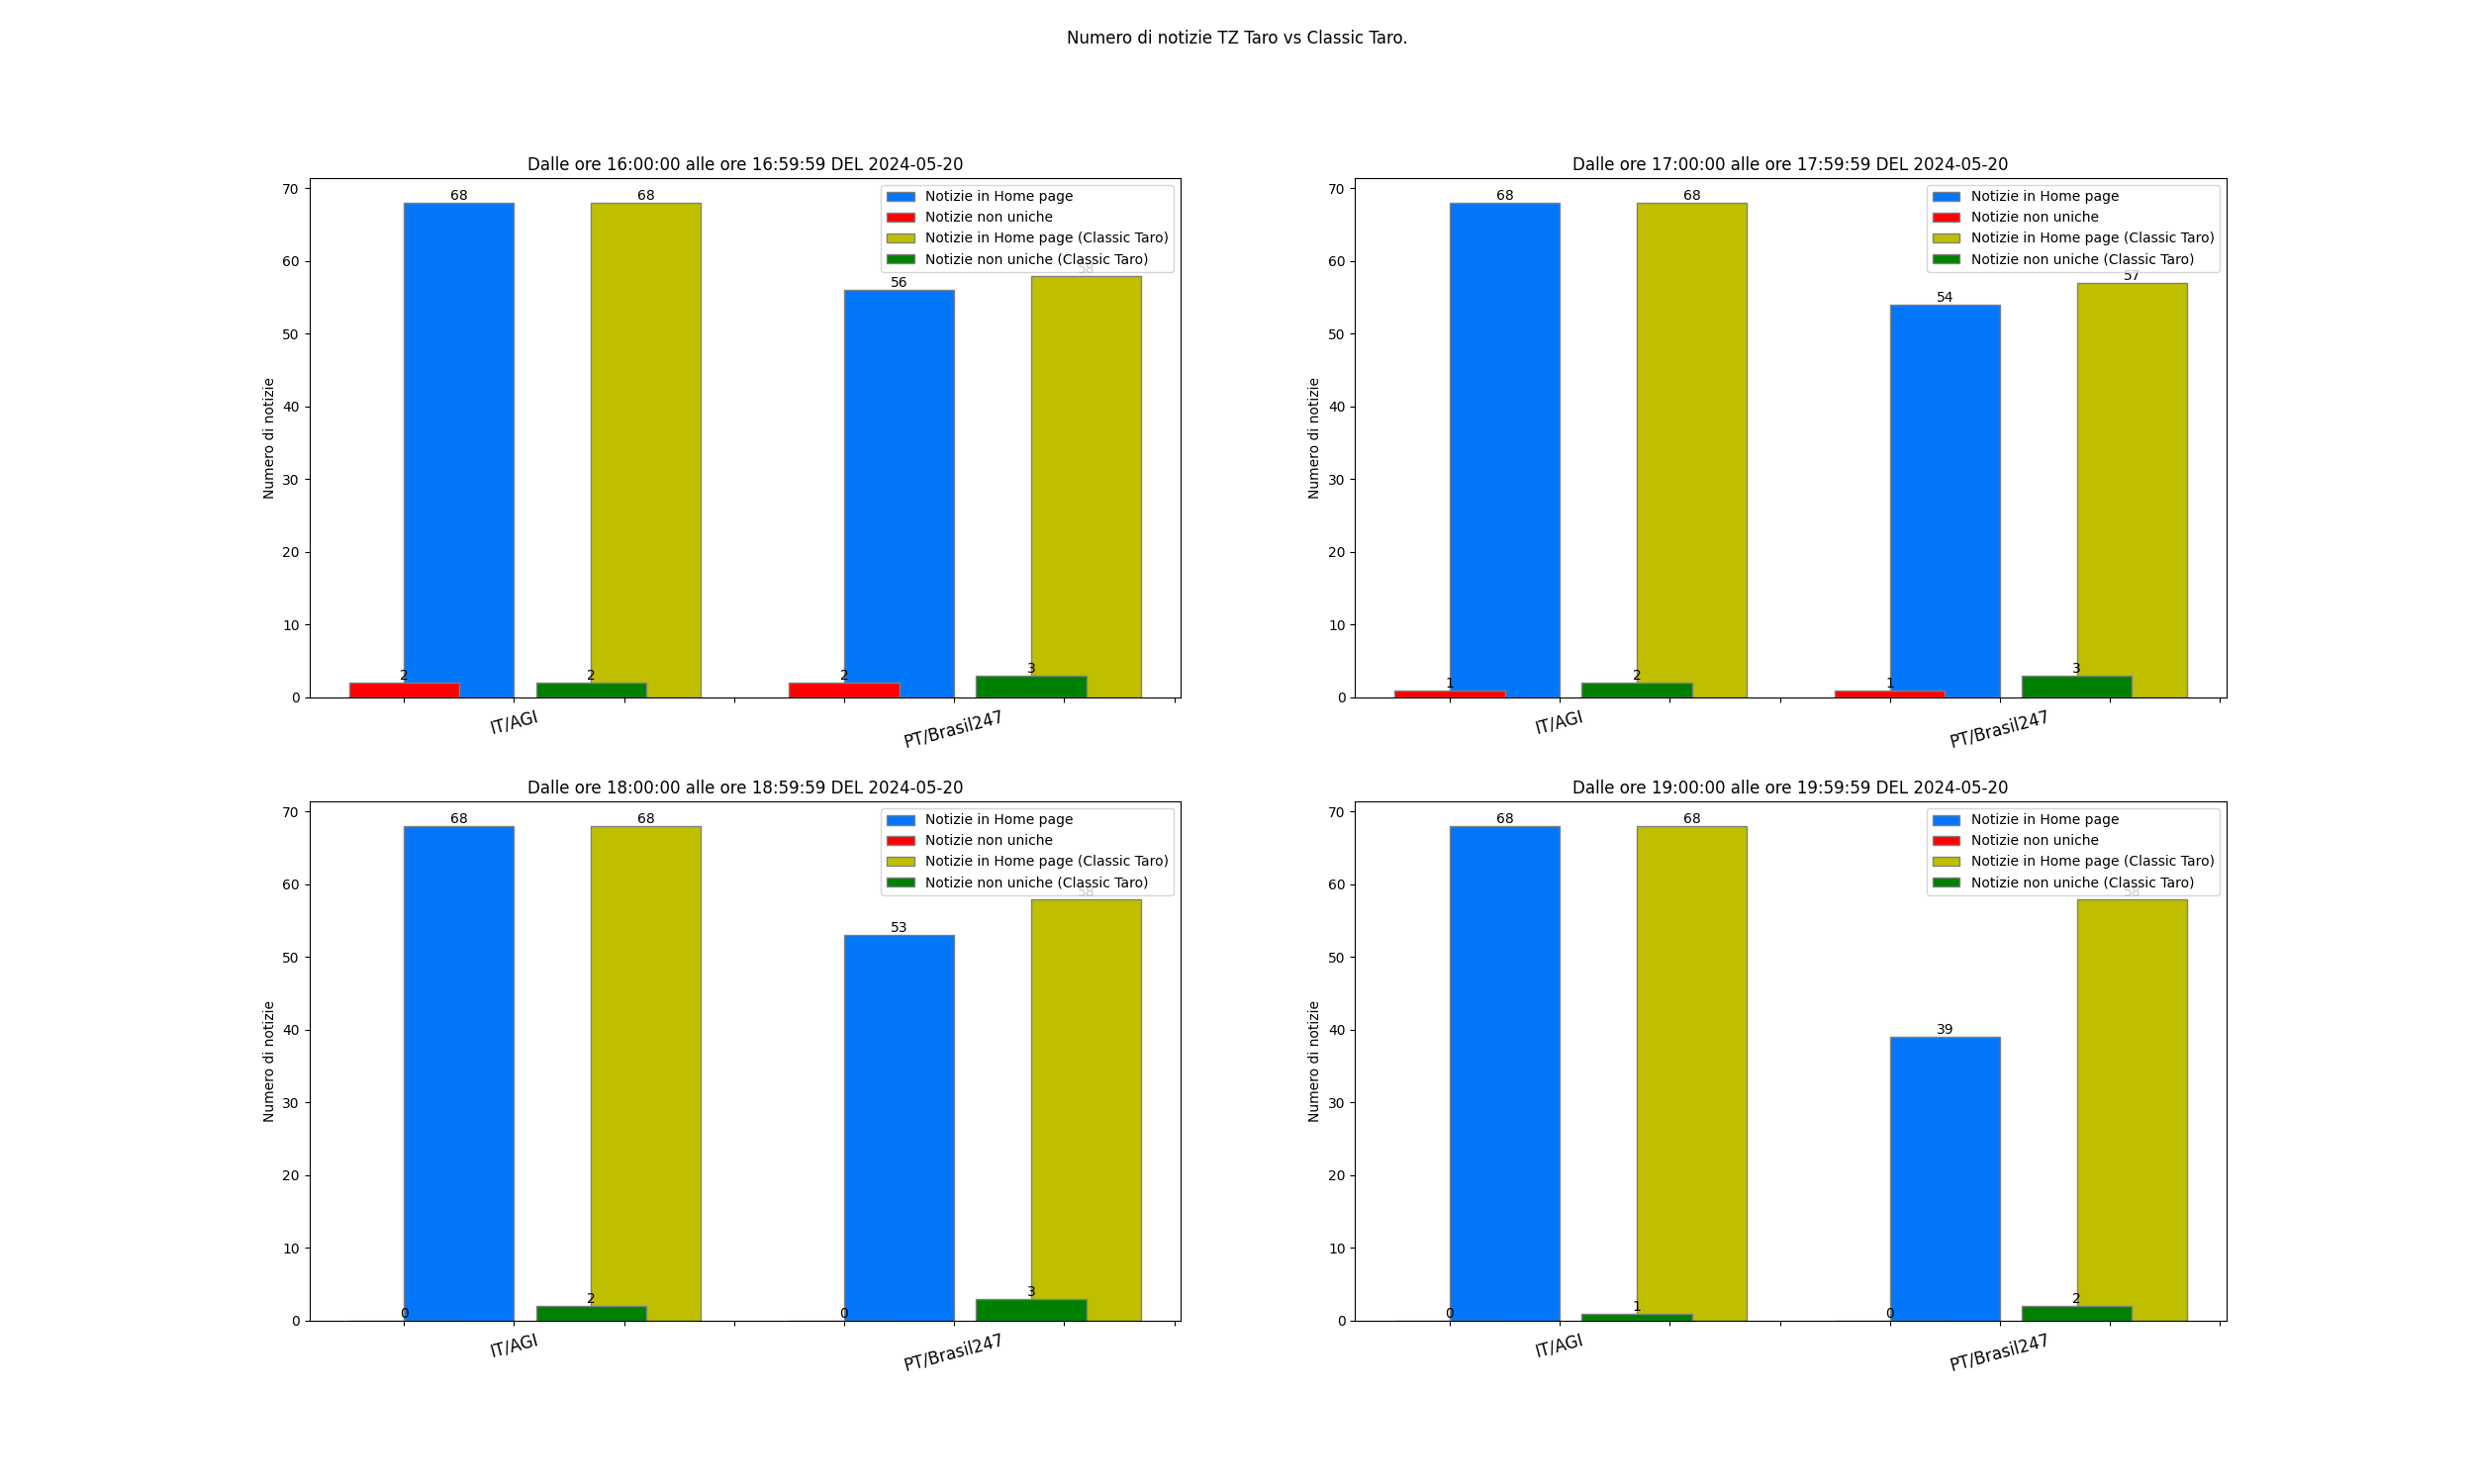 Numero di notizie TZ Taro vs Classic Taro.
Dalle ore 16:00:00 alle ore 16:59:59 DEL 2024-05-20
Numero di notizie
70
60
50
40
30
20
10
0
68
68
56
58
2
2
2
3
Notizie in Home page
Notizie non uniche
Notizie in Home page (Classic Taro)
Notizie non uniche (Classic Taro)
IT/AGI
PT/Brasil247
Dalle ore 17:00:00 alle ore 17:59:59 DEL 2024-05-20
Numero di notizie
70
60
50
40
30
20
10
0
68
68
54
57
1
2
1
3
Notizie in Home page
Notizie non uniche
Notizie in Home page (Classic Taro)
Notizie non uniche (Classic Taro)
IT/AGI
PT/Brasil247
Dalle ore 18:00:00 alle ore 18:59:59 DEL 2024-05-20
Numero di notizie
70
60
50
40
30
20
10
0
68
68
53
58
0
2
0
3
Notizie in Home page
Notizie non uniche
Notizie in Home page (Classic Taro)
Notizie non uniche (Classic Taro)
IT/AGI
PT/Brasil247
Dalle ore 19:00:00 alle ore 19:59:59 DEL 2024-05-20
Numero di notizie
70
60
50
40
30
20
10
0
68
68
39
58
0
1
0
2
Notizie in Home page
Notizie non uniche
Notizie in Home page (Classic Taro)
Notizie non uniche (Classic Taro)
IT/AGI
PT/Brasil247